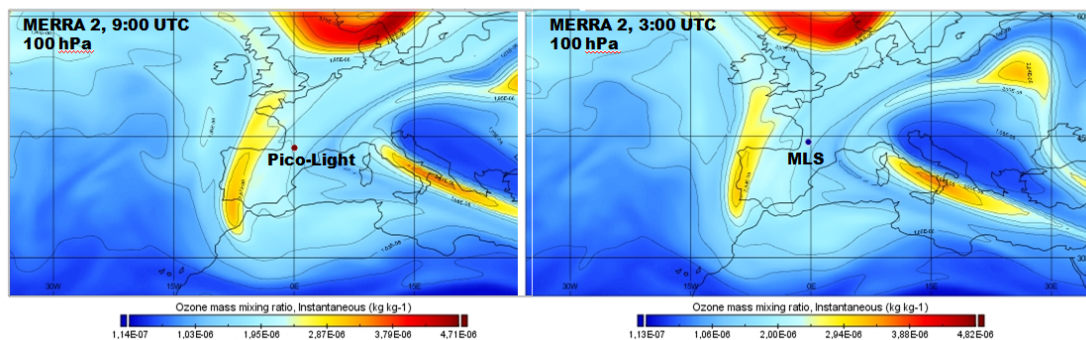 MERRA 2, 9:00 UTC
100 hPa
Pico-Light
30W
15W
0E
15E
Ozone mass mixing ratio, Instantaneous (kg kg-1)
1,14E-07
1,03E-06
1,95E-06
2,87E-06
3,79E-06
4,71E-06
MERRA 2, 3:00 UTC
100 hPa
MLS
60
30
30W
15W
0E
15E
30E
Ozone mass mixing ratio, Instantaneous (kg kg-1)
1,13E-07
1,06E-06
2,00E-06
2,94E-06
3,88E-06
4,82E-06